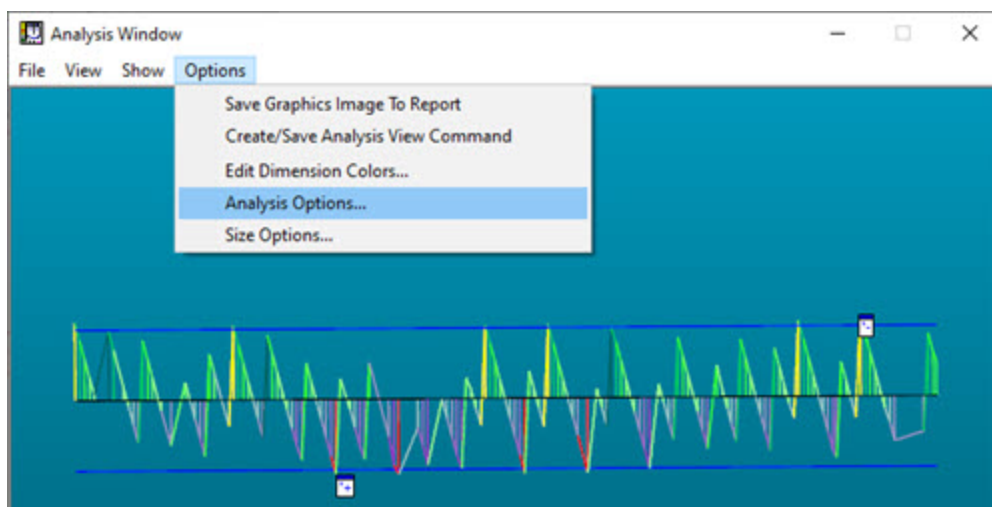 Analysis Window
File View Show Options
Save Graphics Image To Report
Create/Save Analysis View Command
Edit Dimension Colors...
Analysis Options...
Size Options...